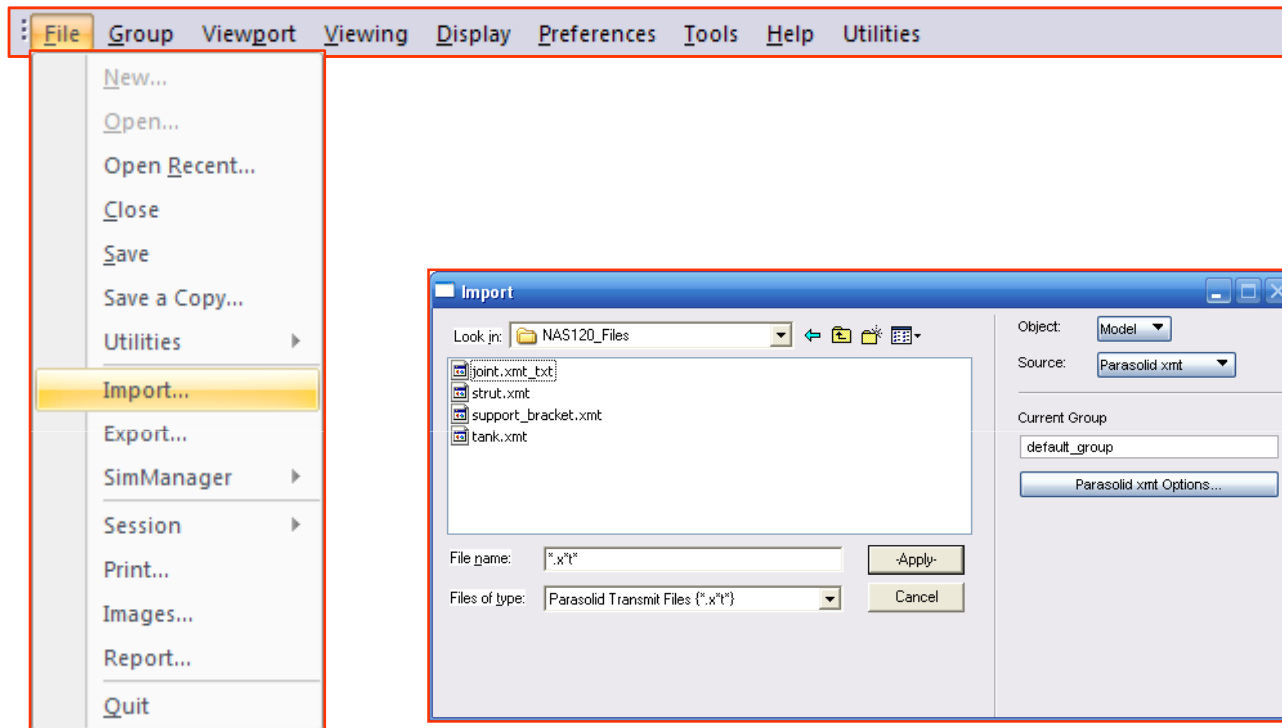 File Group Viewport Viewing Display Preferences Tools Help Utilities
New...
Open...
Open Recent...
Close
Save
Save a Copy...
Utilities
Import...
Export...
SimManager
Session
Print...
Images...
Report...
Quit
Import
Look in: NAS120_Files
joint.xmt_txt
strut.xmt
support_bracket.xmt
tank.xmt
File name: *.x*t*
Files of type: Parasolid Transmit Files {*.x*t*}
-Apply-
Cancel
Object: Model
Source: Parasolid xmt
Current Group
default_group
Parasolid xmt Options...